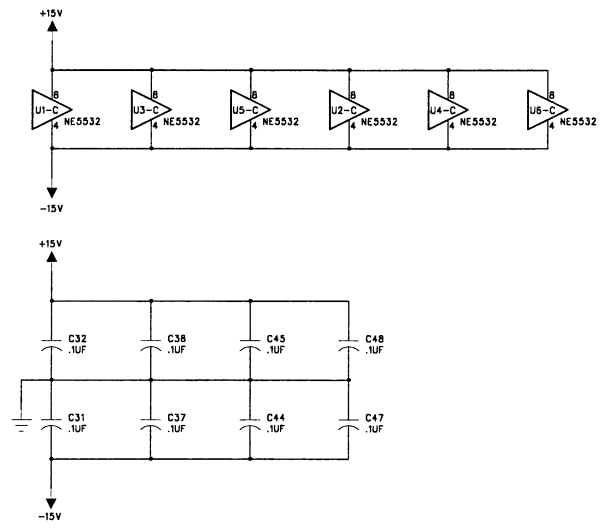 +15V
8 8 8 8 8 8
U1-C U3-C U5-C U2-C U4-C U6-C
4 NE5532 4 NE5532 4 NE5532 4 NE5532 4 NE5532 4 NE5532
-15V
+15V
C32 C38 C45 C48
.1UF .1UF .1UF .1UF
C31 C37 C44 C47
.1UF .1UF .1UF .1UF
-15V